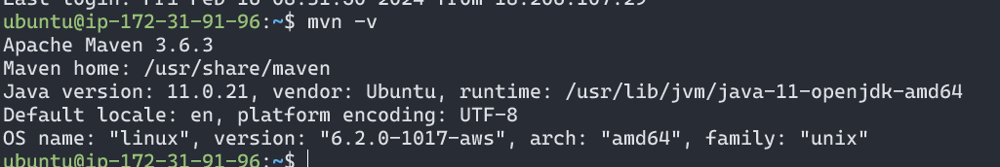 Last login: Fri Feb 16 08:51:50 2024 from 18.206.107.29
ubuntu@ip-172-31-91-96:~$ mvn -v
Apache Maven 3.6.3
Maven home: /usr/share/maven
Java version: 11.0.21, vendor: Ubuntu, runtime: /usr/lib/jvm/java-11-openjdk-amd64
Default locale: en, platform encoding: UTF-8
OS name: "linux", version: "6.2.0-1017-aws", arch: "amd64", family: "unix"
ubuntu@ip-172-31-91-96:~$